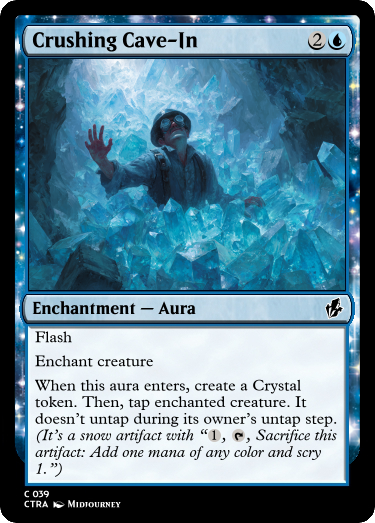 Crushing Cave-In 2
Enchantment — Aura
Flash
Enchant creature
When this aura enters, create a Crystal
token. Then, tap enchanted creature. It
doesn't untap during its owner's untap step.
(It's a snow artifact with “1, , Sacrifice this
artifact: Add one mana of any color and scry
1.”)
C 039
CTRA MIDJOURNEY